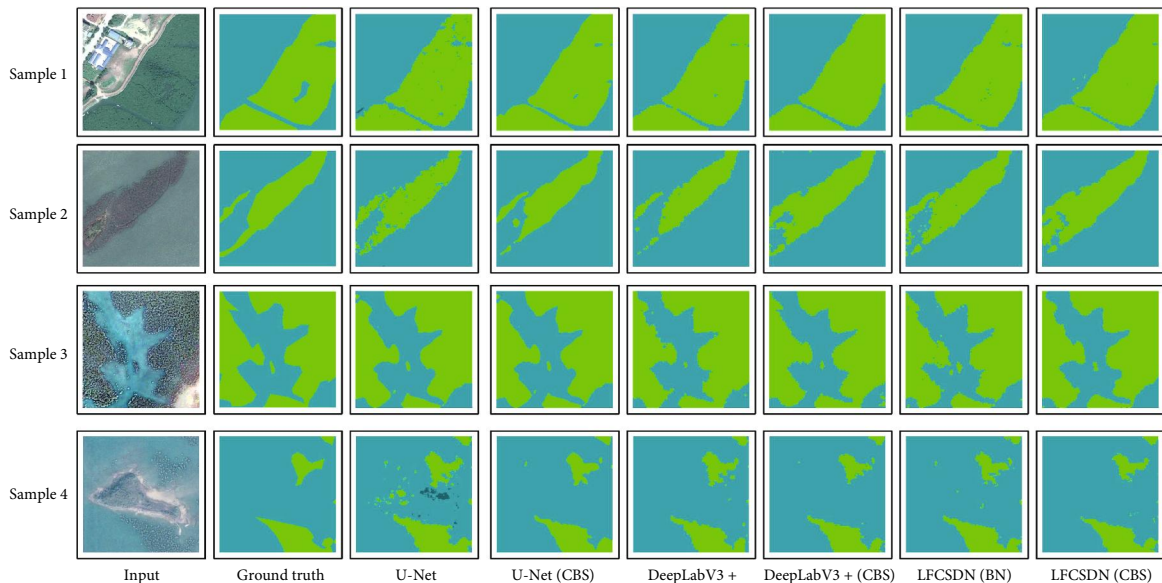 Sample 1
Sample 2
Sample 3
Sample 4
Input
Ground truth
U-Net
U-Net (CBS)
DeepLabV3 +
DeepLabV3 + (CBS)
LFCSDN (BN)
LFCSDN (CBS)